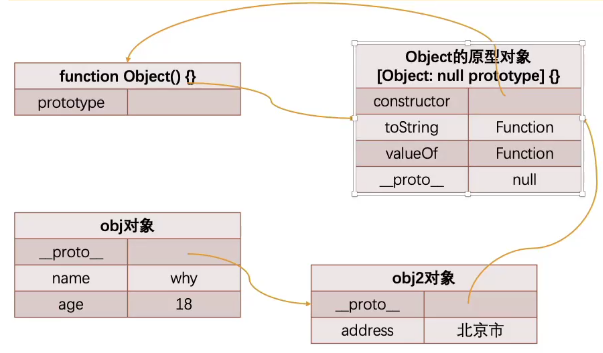 function Object() {}
prototype
Object的原型对象
[Object: null prototype] {}
constructor
toString Function
valueOf Function
__proto__ null
obj对象
__proto__
name why
age 18
obj2对象
__proto__
address 北京市